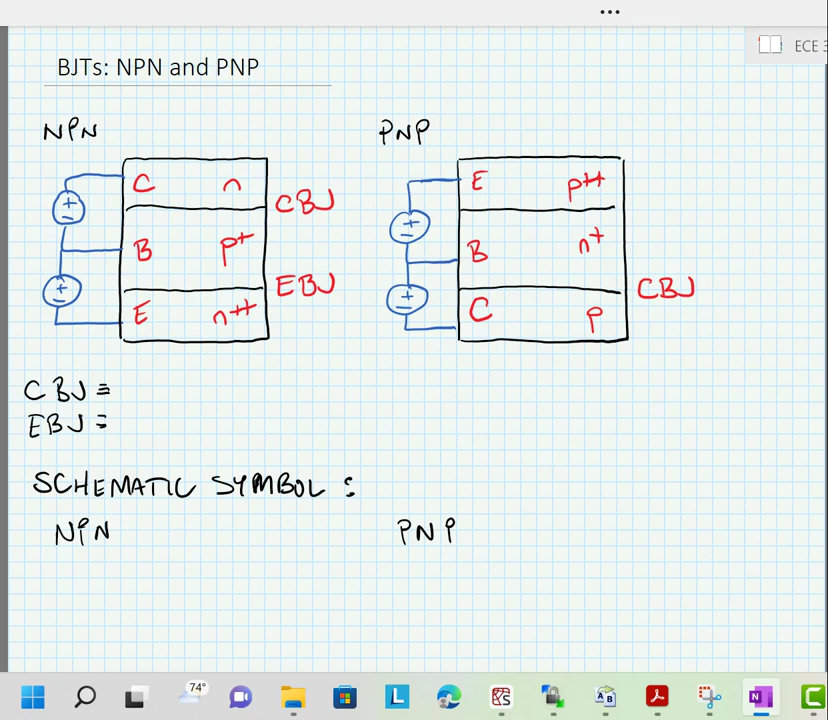 ECE 3
BJTs: NPN and PNP
NPN
PNP
C n
CBJ
B p+
EBJ
E n++
E p++
B n+
CBJ
C p
+
−
+
−
+
−
+
−
CBJ ≡
EBJ =
SCHEMATIC SYMBOL :
NPN
PNP
74°
L
N
C